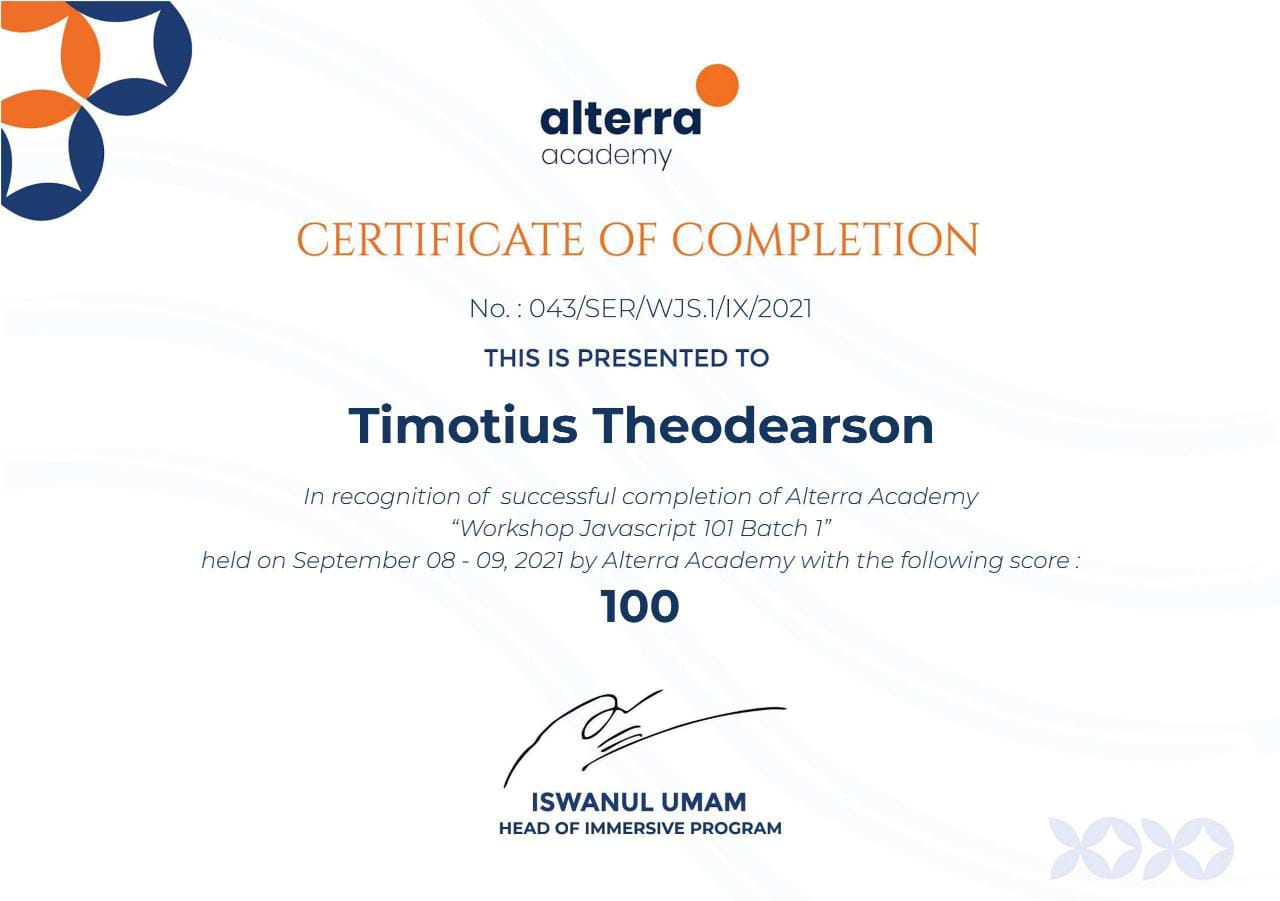 alterra
academy
CERTIFICATE OF COMPLETION
No. : 043/SER/WJS.1/IX/2021
THIS IS PRESENTED TO
Timotius Theodearson
In recognition of  successful completion of Alterra Academy
“Workshop Javascript 101 Batch 1”
held on September 08 - 09, 2021 by Alterra Academy with the following score :
100
ISWANUL UMAM
HEAD OF IMMERSIVE PROGRAM